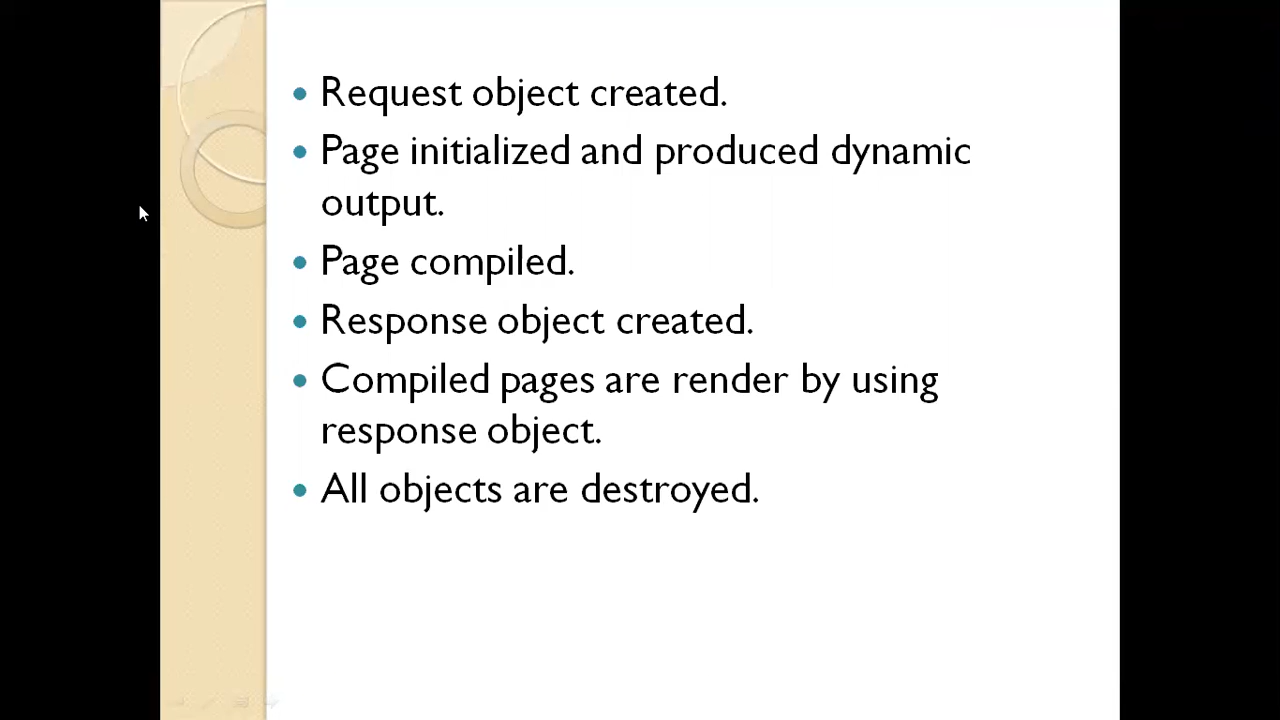 Request object created.
Page initialized and produced dynamic
output.
Page compiled.
Response object created.
Compiled pages are render by using
response object.
All objects are destroyed.